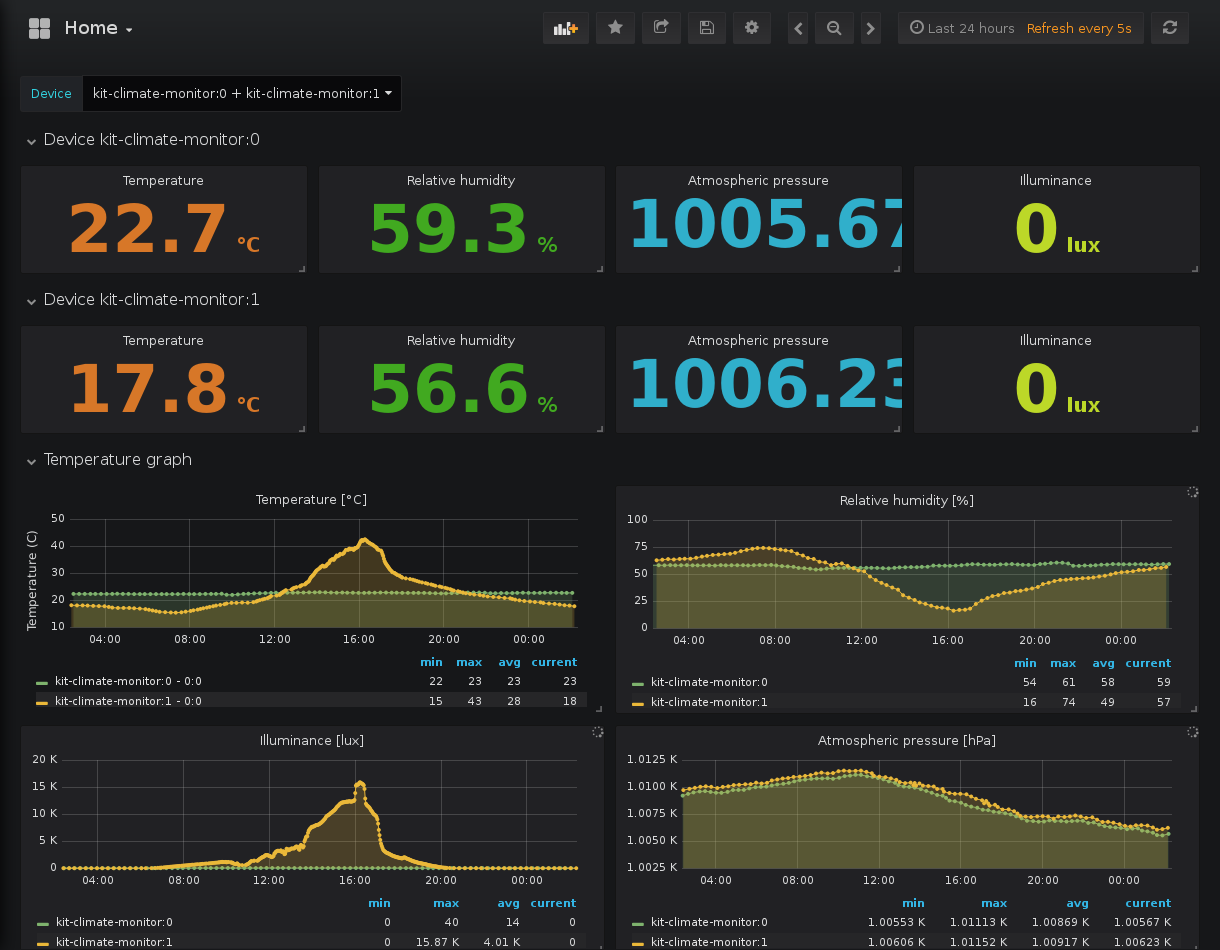 Home
Last 24 hours Refresh every 5s
Device kit-climate-monitor:0 + kit-climate-monitor:1
Device kit-climate-monitor:0
Temperature
22.7 °C
Relative humidity
59.3 %
Atmospheric pressure
1005.67
Illuminance
0 lux
Device kit-climate-monitor:1
Temperature
17.8 °C
Relative humidity
56.6 %
Atmospheric pressure
1006.23
Illuminance
0 lux
Temperature graph
Temperature [°C]
Temperature (C)
50
40
30
20
10
04:00 08:00 12:00 16:00 20:00 00:00
min max avg current
kit-climate-monitor:0 - 0:0 22 23 23 23
kit-climate-monitor:1 - 0:0 15 43 28 18
Relative humidity [%]
100
75
50
25
0
04:00 08:00 12:00 16:00 20:00 00:00
min max avg current
kit-climate-monitor:0 54 61 58 59
kit-climate-monitor:1 16 74 49 57
Illuminance [lux]
20 K
15 K
10 K
5 K
0
04:00 08:00 12:00 16:00 20:00 00:00
min max avg current
kit-climate-monitor:0 0 40 14 0
kit-climate-monitor:1 0 15.87 K 4.01 K 0
Atmospheric pressure [hPa]
1.0125 K
1.0100 K
1.0075 K
1.0050 K
1.0025 K
04:00 08:00 12:00 16:00 20:00 00:00
min max avg current
kit-climate-monitor:0 1.00553 K 1.01113 K 1.00869 K 1.00567 K
kit-climate-monitor:1 1.00606 K 1.01152 K 1.00917 K 1.00623 K